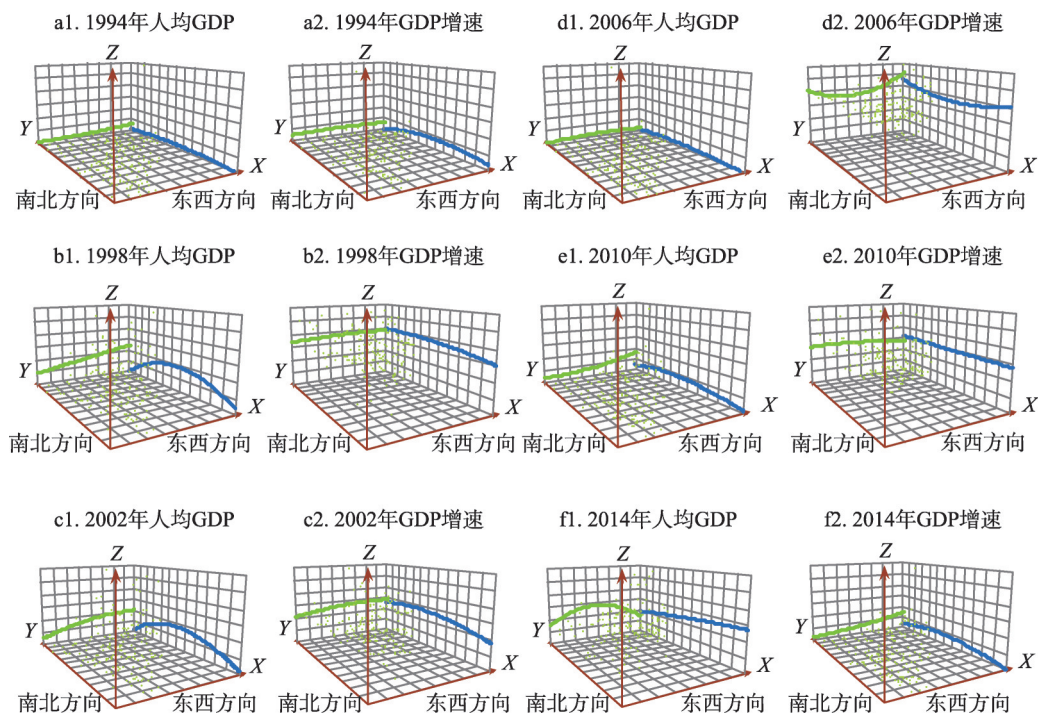 a1. 1994年人均GDP
Z
Y
X
南北方向
东西方向
a2. 1994年GDP增速
Z
Y
X
南北方向
东西方向
d1. 2006年人均GDP
Z
Y
X
南北方向
东西方向
d2. 2006年GDP增速
Z
Y
X
南北方向
东西方向
b1. 1998年人均GDP
Z
Y
X
南北方向
东西方向
b2. 1998年GDP增速
Z
Y
X
南北方向
东西方向
e1. 2010年人均GDP
Z
Y
X
南北方向
东西方向
e2. 2010年GDP增速
Z
Y
X
南北方向
东西方向
c1. 2002年人均GDP
Z
Y
X
南北方向
东西方向
c2. 2002年GDP增速
Z
Y
X
南北方向
东西方向
f1. 2014年人均GDP
Z
Y
X
南北方向
东西方向
f2. 2014年GDP增速
Z
Y
X
南北方向
东西方向